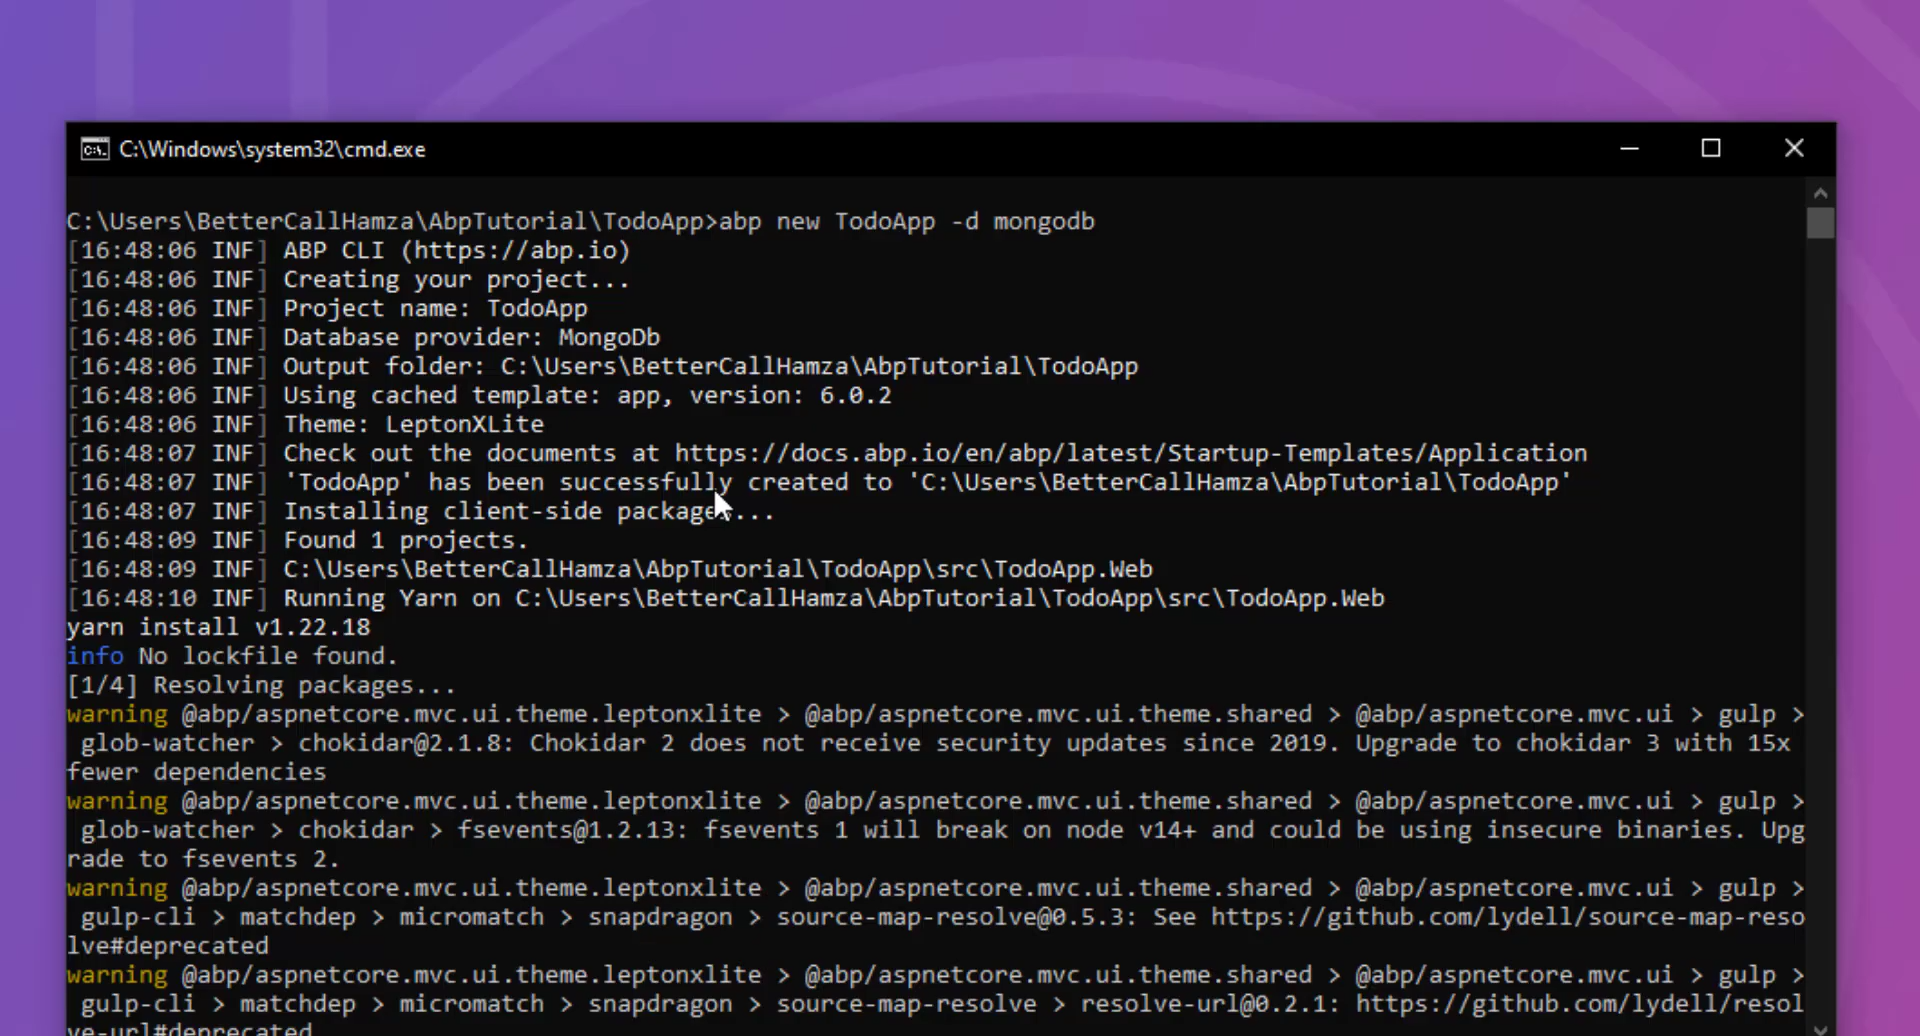 C:\Windows\system32\cmd.exe
C:\Users\BetterCallHamza\AbpTutorial\TodoApp>abp new TodoApp -d mongodb
[16:48:06 INF] ABP CLI (https://abp.io)
[16:48:06 INF] Creating your project...
[16:48:06 INF] Project name: TodoApp
[16:48:06 INF] Database provider: MongoDb
[16:48:06 INF] Output folder: C:\Users\BetterCallHamza\AbpTutorial\TodoApp
[16:48:06 INF] Using cached template: app, version: 6.0.2
[16:48:06 INF] Theme: LeptonXLite
[16:48:07 INF] Check out the documents at https://docs.abp.io/en/abp/latest/Startup-Templates/Application
[16:48:07 INF] 'TodoApp' has been successfully created to 'C:\Users\BetterCallHamza\AbpTutorial\TodoApp'
[16:48:07 INF] Installing client-side packages...
[16:48:09 INF] Found 1 projects.
[16:48:09 INF] C:\Users\BetterCallHamza\AbpTutorial\TodoApp\src\TodoApp.Web
[16:48:10 INF] Running Yarn on C:\Users\BetterCallHamza\AbpTutorial\TodoApp\src\TodoApp.Web
yarn install v1.22.18
info No lockfile found.
[1/4] Resolving packages...
warning @abp/aspnetcore.mvc.ui.theme.leptonxlite > @abp/aspnetcore.mvc.ui.theme.shared > @abp/aspnetcore.mvc.ui > gulp >
glob-watcher > chokidar@2.1.8: Chokidar 2 does not receive security updates since 2019. Upgrade to chokidar 3 with 15x
fewer dependencies
warning @abp/aspnetcore.mvc.ui.theme.leptonxlite > @abp/aspnetcore.mvc.ui.theme.shared > @abp/aspnetcore.mvc.ui > gulp >
glob-watcher > chokidar > fsevents@1.2.13: fsevents 1 will break on node v14+ and could be using insecure binaries. Upg
rade to fsevents 2.
warning @abp/aspnetcore.mvc.ui.theme.leptonxlite > @abp/aspnetcore.mvc.ui.theme.shared > @abp/aspnetcore.mvc.ui > gulp >
gulp-cli > matchdep > micromatch > snapdragon > source-map-resolve@0.5.3: See https://github.com/lydell/source-map-reso
lve#deprecated
warning @abp/aspnetcore.mvc.ui.theme.leptonxlite > @abp/aspnetcore.mvc.ui.theme.shared > @abp/aspnetcore.mvc.ui > gulp >
gulp-cli > matchdep > micromatch > snapdragon > source-map-resolve > resolve-url@0.2.1: https://github.com/lydell/resol
ve-url#deprecated